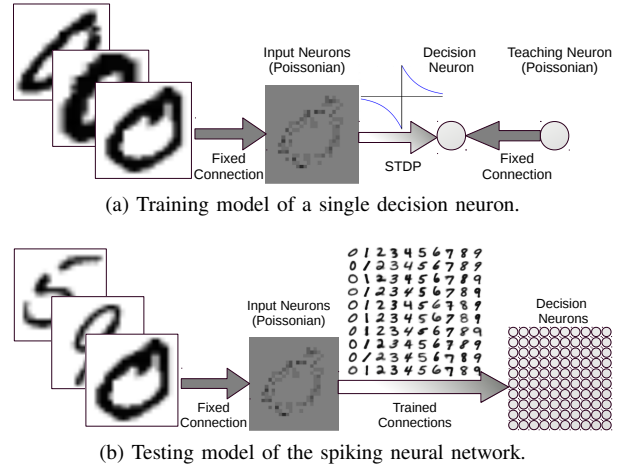 Input Neurons
(Poissonian)
Decision
Neuron
Teaching Neuron
(Poissonian)
Fixed
Connection
STDP
Fixed
Connection
(a) Training model of a single decision neuron.
Input Neurons
(Poissonian)
0 1 2 3 4 5 6 7 8 9
0 1 2 3 4 5 6 7 8 9
0 1 2 3 4 5 6 7 8 9
0 1 2 3 4 5 6 7 8 9
0 1 2 3 4 5 6 7 8 9
0 1 2 3 4 5 6 7 8 9
0 1 2 3 4 5 6 7 8 9
0 1 2 3 4 5 6 7 8 9
0 1 2 3 4 5 6 7 8 9
0 1 2 3 4 5 6 7 8 9
Decision
Neurons
Fixed
Connection
Trained
Connections
(b) Testing model of the spiking neural network.